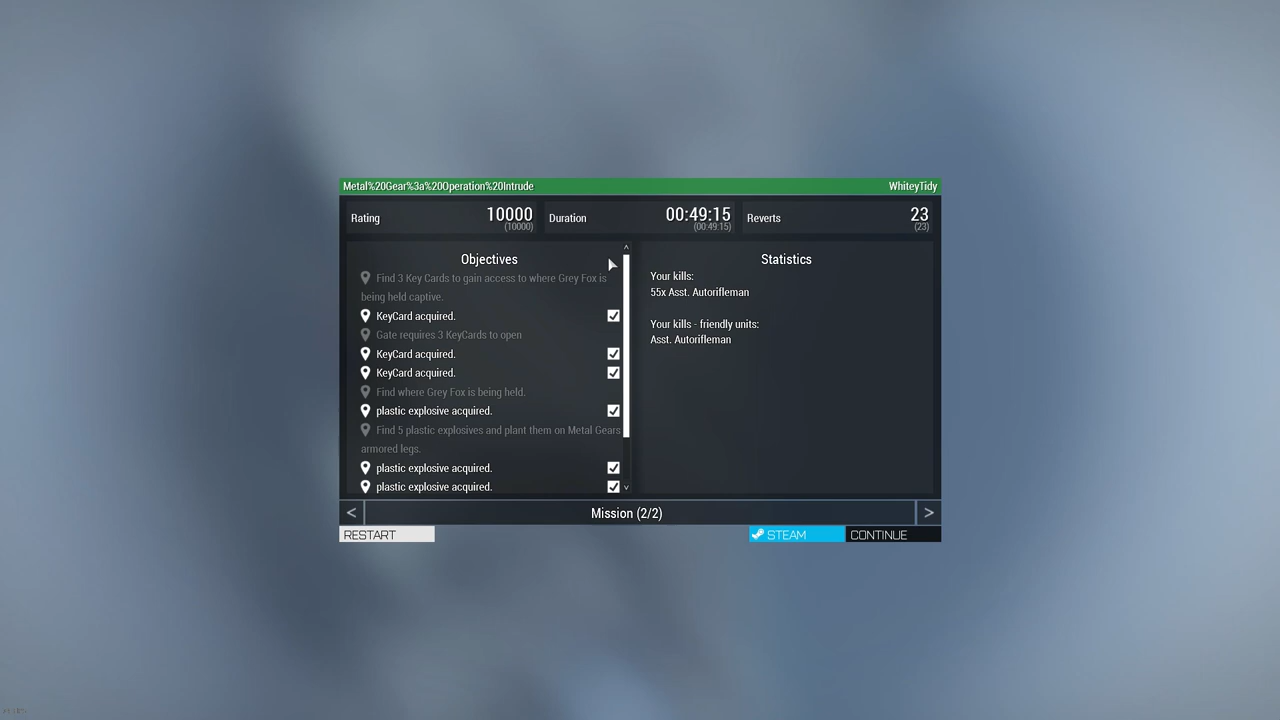 Metal%20Gear%3a%20Operation%20Intrude
WhiteyTidy
Rating
10000
(10000)
Duration
00:49:15
(00:49:15)
Reverts
23
(23)
Objectives
Find 3 Key Cards to gain access to where Grey Fox is
being held captive.
KeyCard acquired.
Gate requires 3 KeyCards to open
KeyCard acquired.
KeyCard acquired.
Find where Grey Fox is being held.
plastic explosive acquired.
Find 5 plastic explosives and plant them on Metal Gears
armored legs.
plastic explosive acquired.
plastic explosive acquired.
Statistics
Your kills:
55x Asst. Autorifleman
Your kills - friendly units:
Asst. Autorifleman
< Mission (2/2) >
RESTART
STEAM
CONTINUE